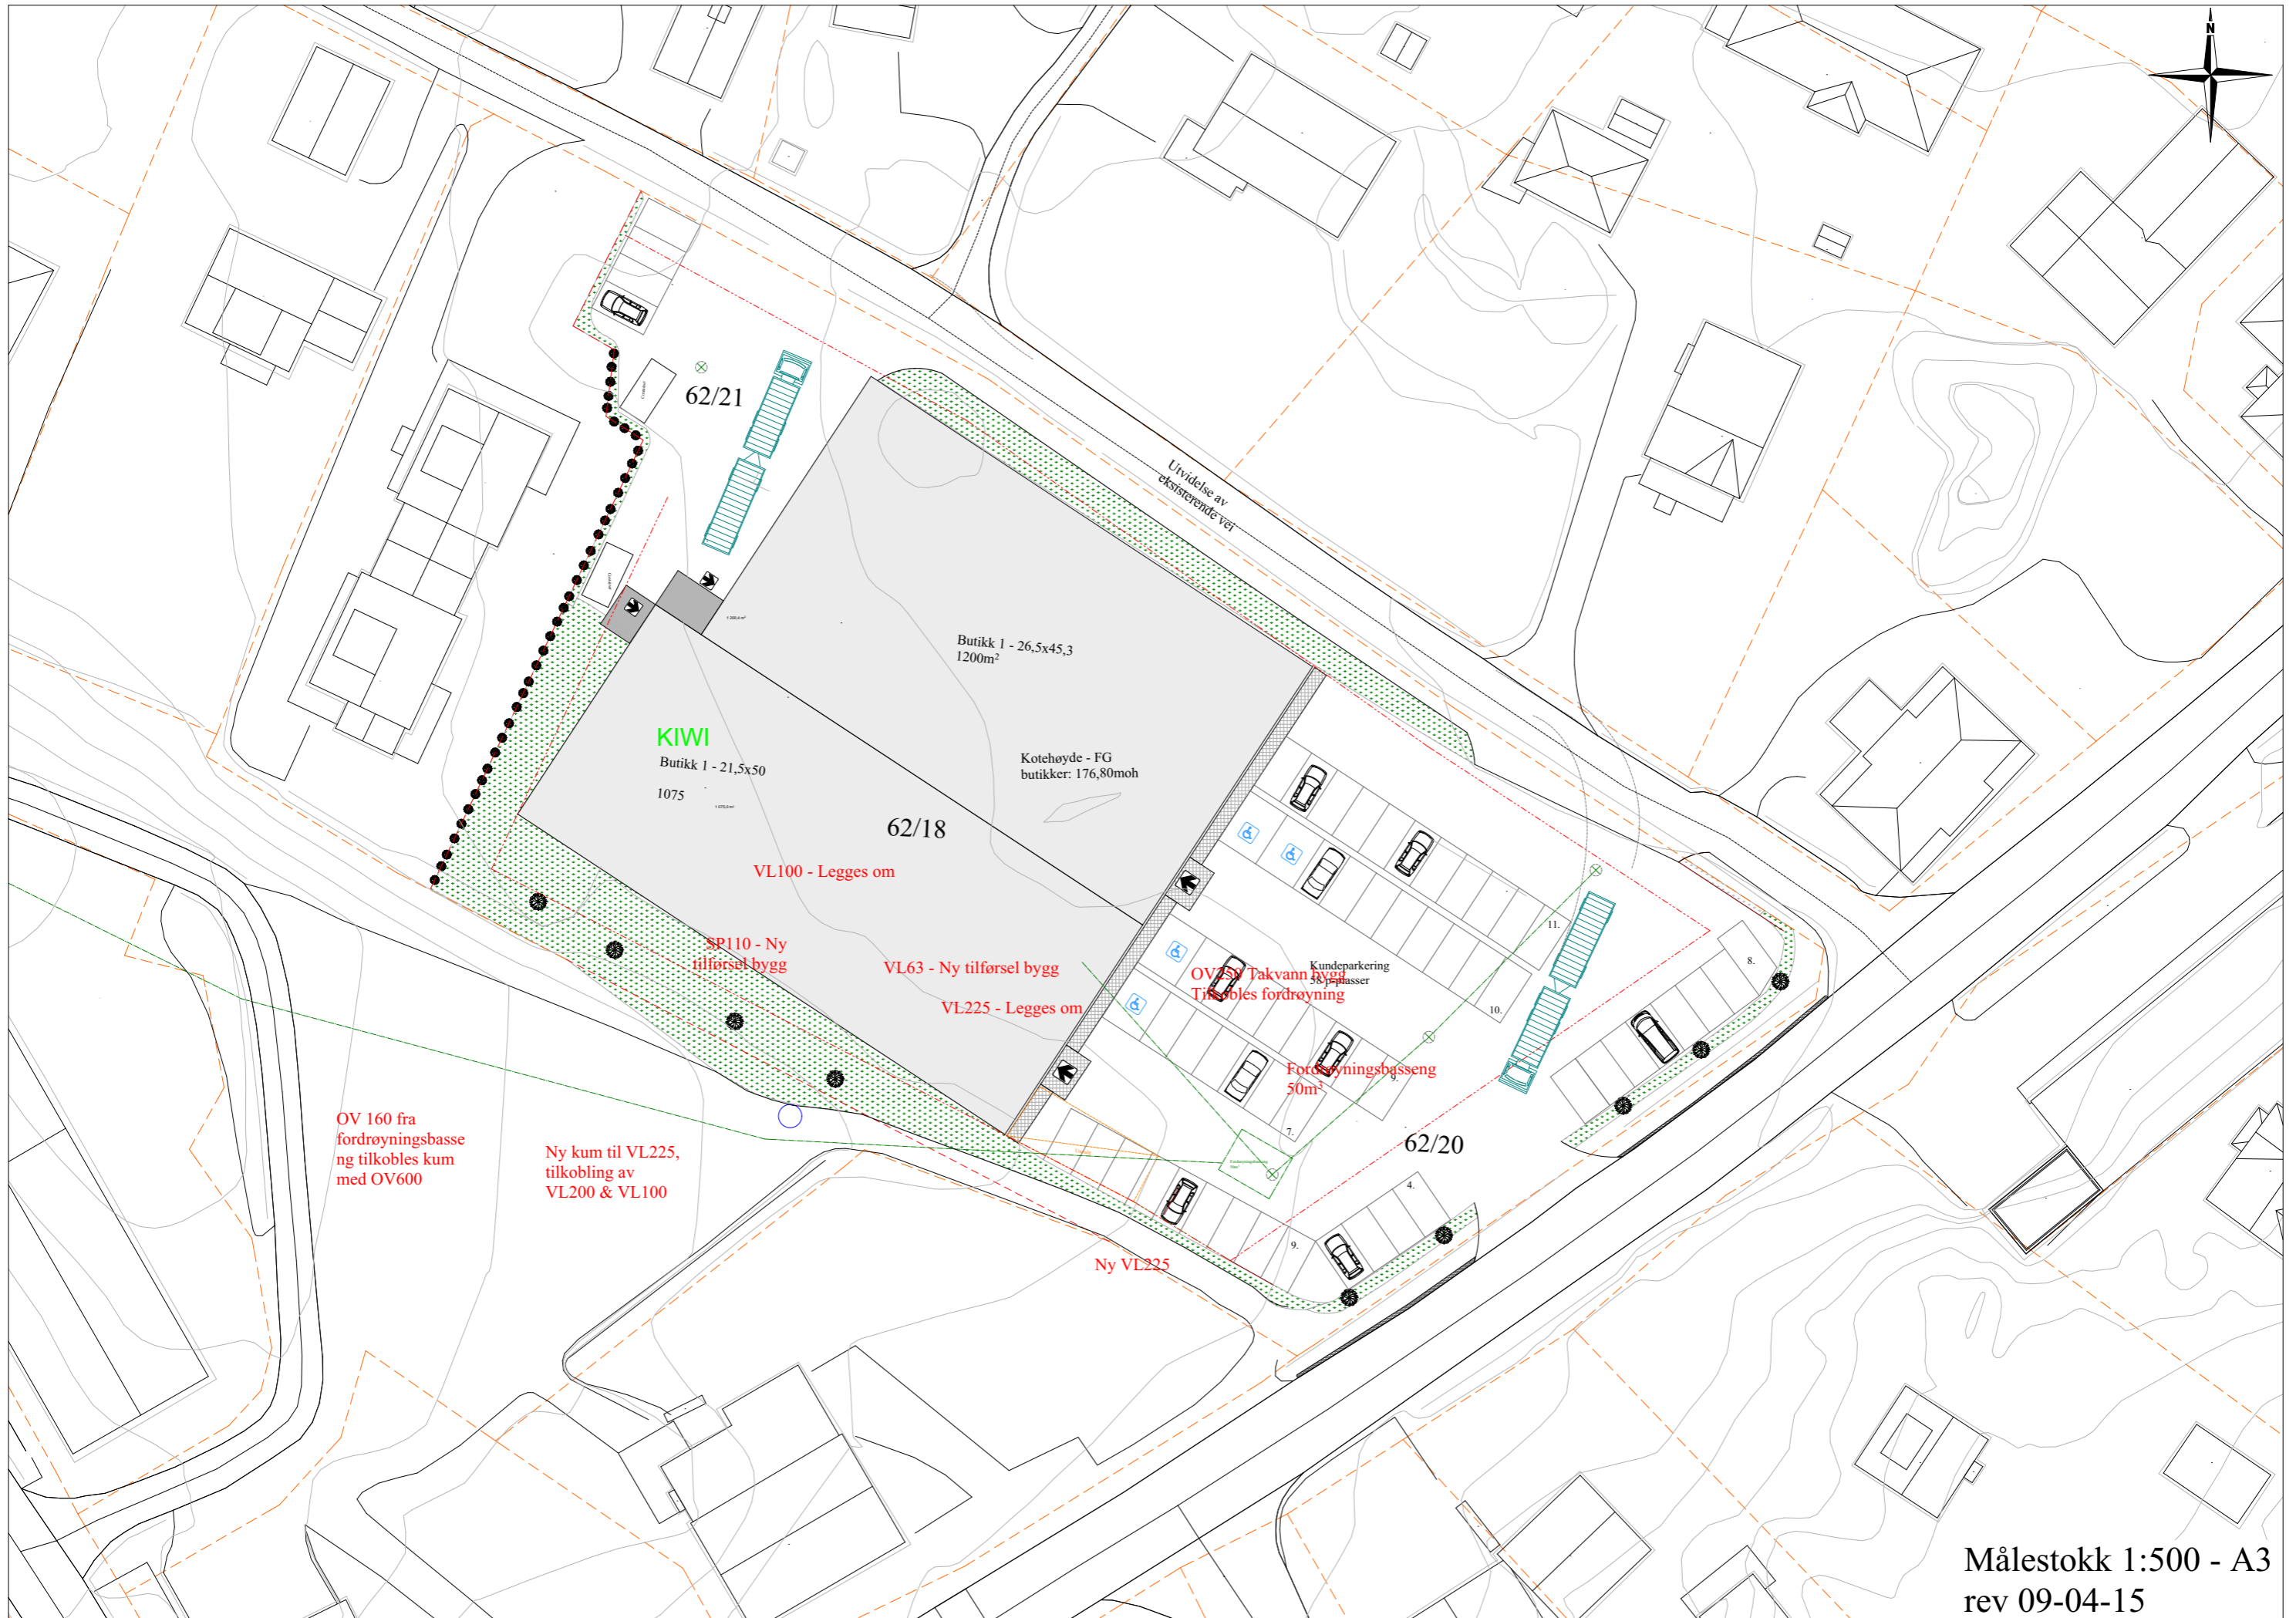 N
62/21
Container
Utvidelse av
eksisterende vei
Butikk 1 - 26,5x45,3
1200m²
KIWI
Butikk 1 - 21,5x50
1075
Kotehøyde - FG
butikker: 176,80moh
62/18
VL100 - Legges om
SP110 - Ny
tilførsel bygg
VL63 - Ny tilførsel bygg
VL225 - Legges om
OV250 Takvann bygg
Tilkobles fordrøyning
Kundeparkering
58 p-plasser
11.
10.
8.
Fordrøyningsbasseng
50m³
9.
7.
62/20
4.
9.
OV 160 fra
fordrøyningsbasse
ng tilkobles kum
med OV600
Ny kum til VL225,
tilkobling av
VL200 & VL100
Ny VL225
Målestokk 1:500 - A3
rev 09-04-15